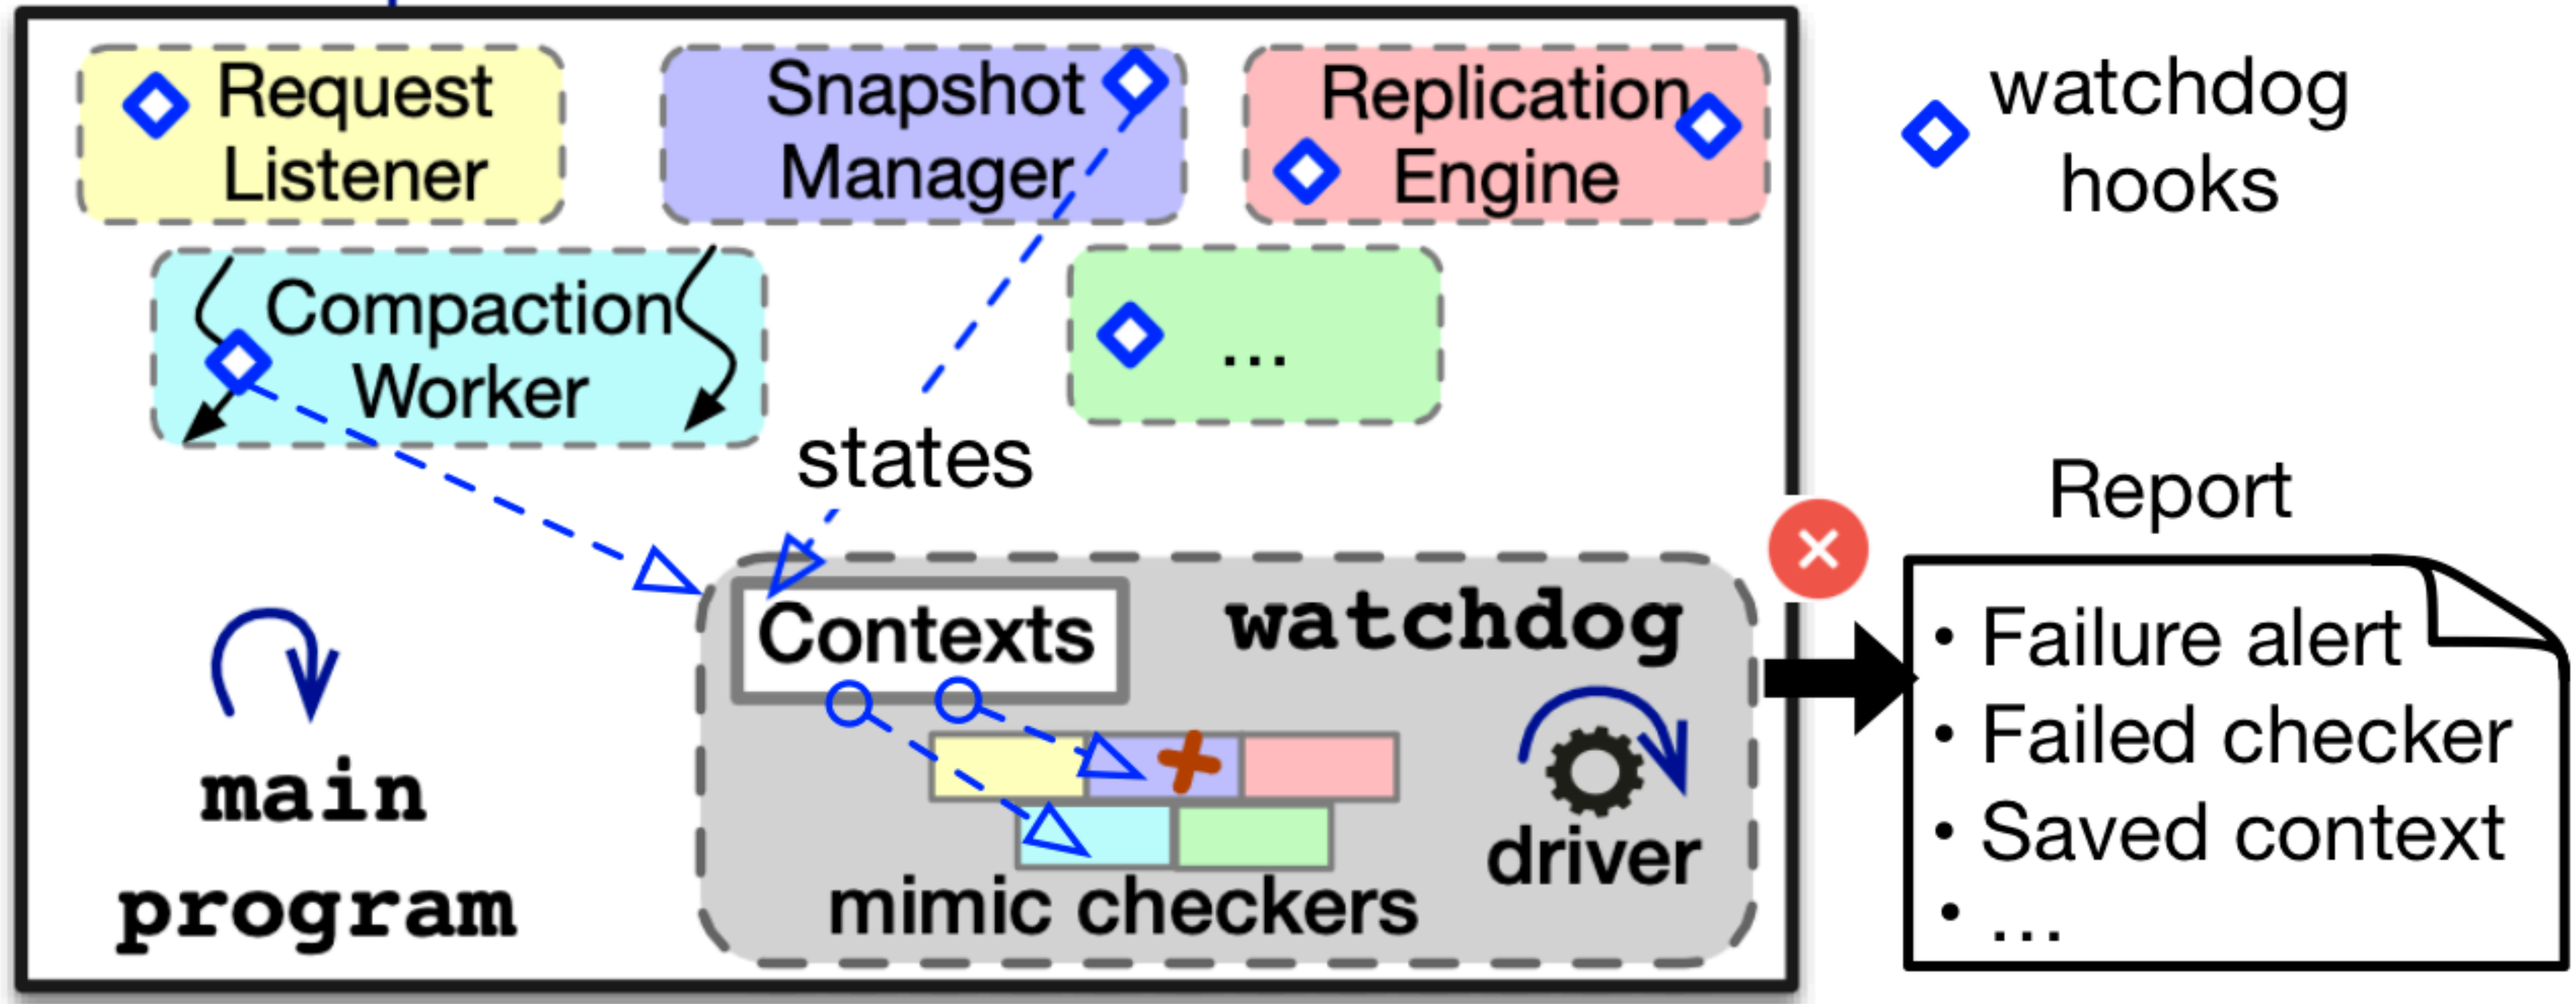 Request
Listener
Snapshot
Manager
Replication
Engine
watchdog
hooks
Compaction
Worker
...
states
Report
Contexts
watchdog
main
program
mimic checkers
driver
• Failure alert
• Failed checker
• Saved context
• ...